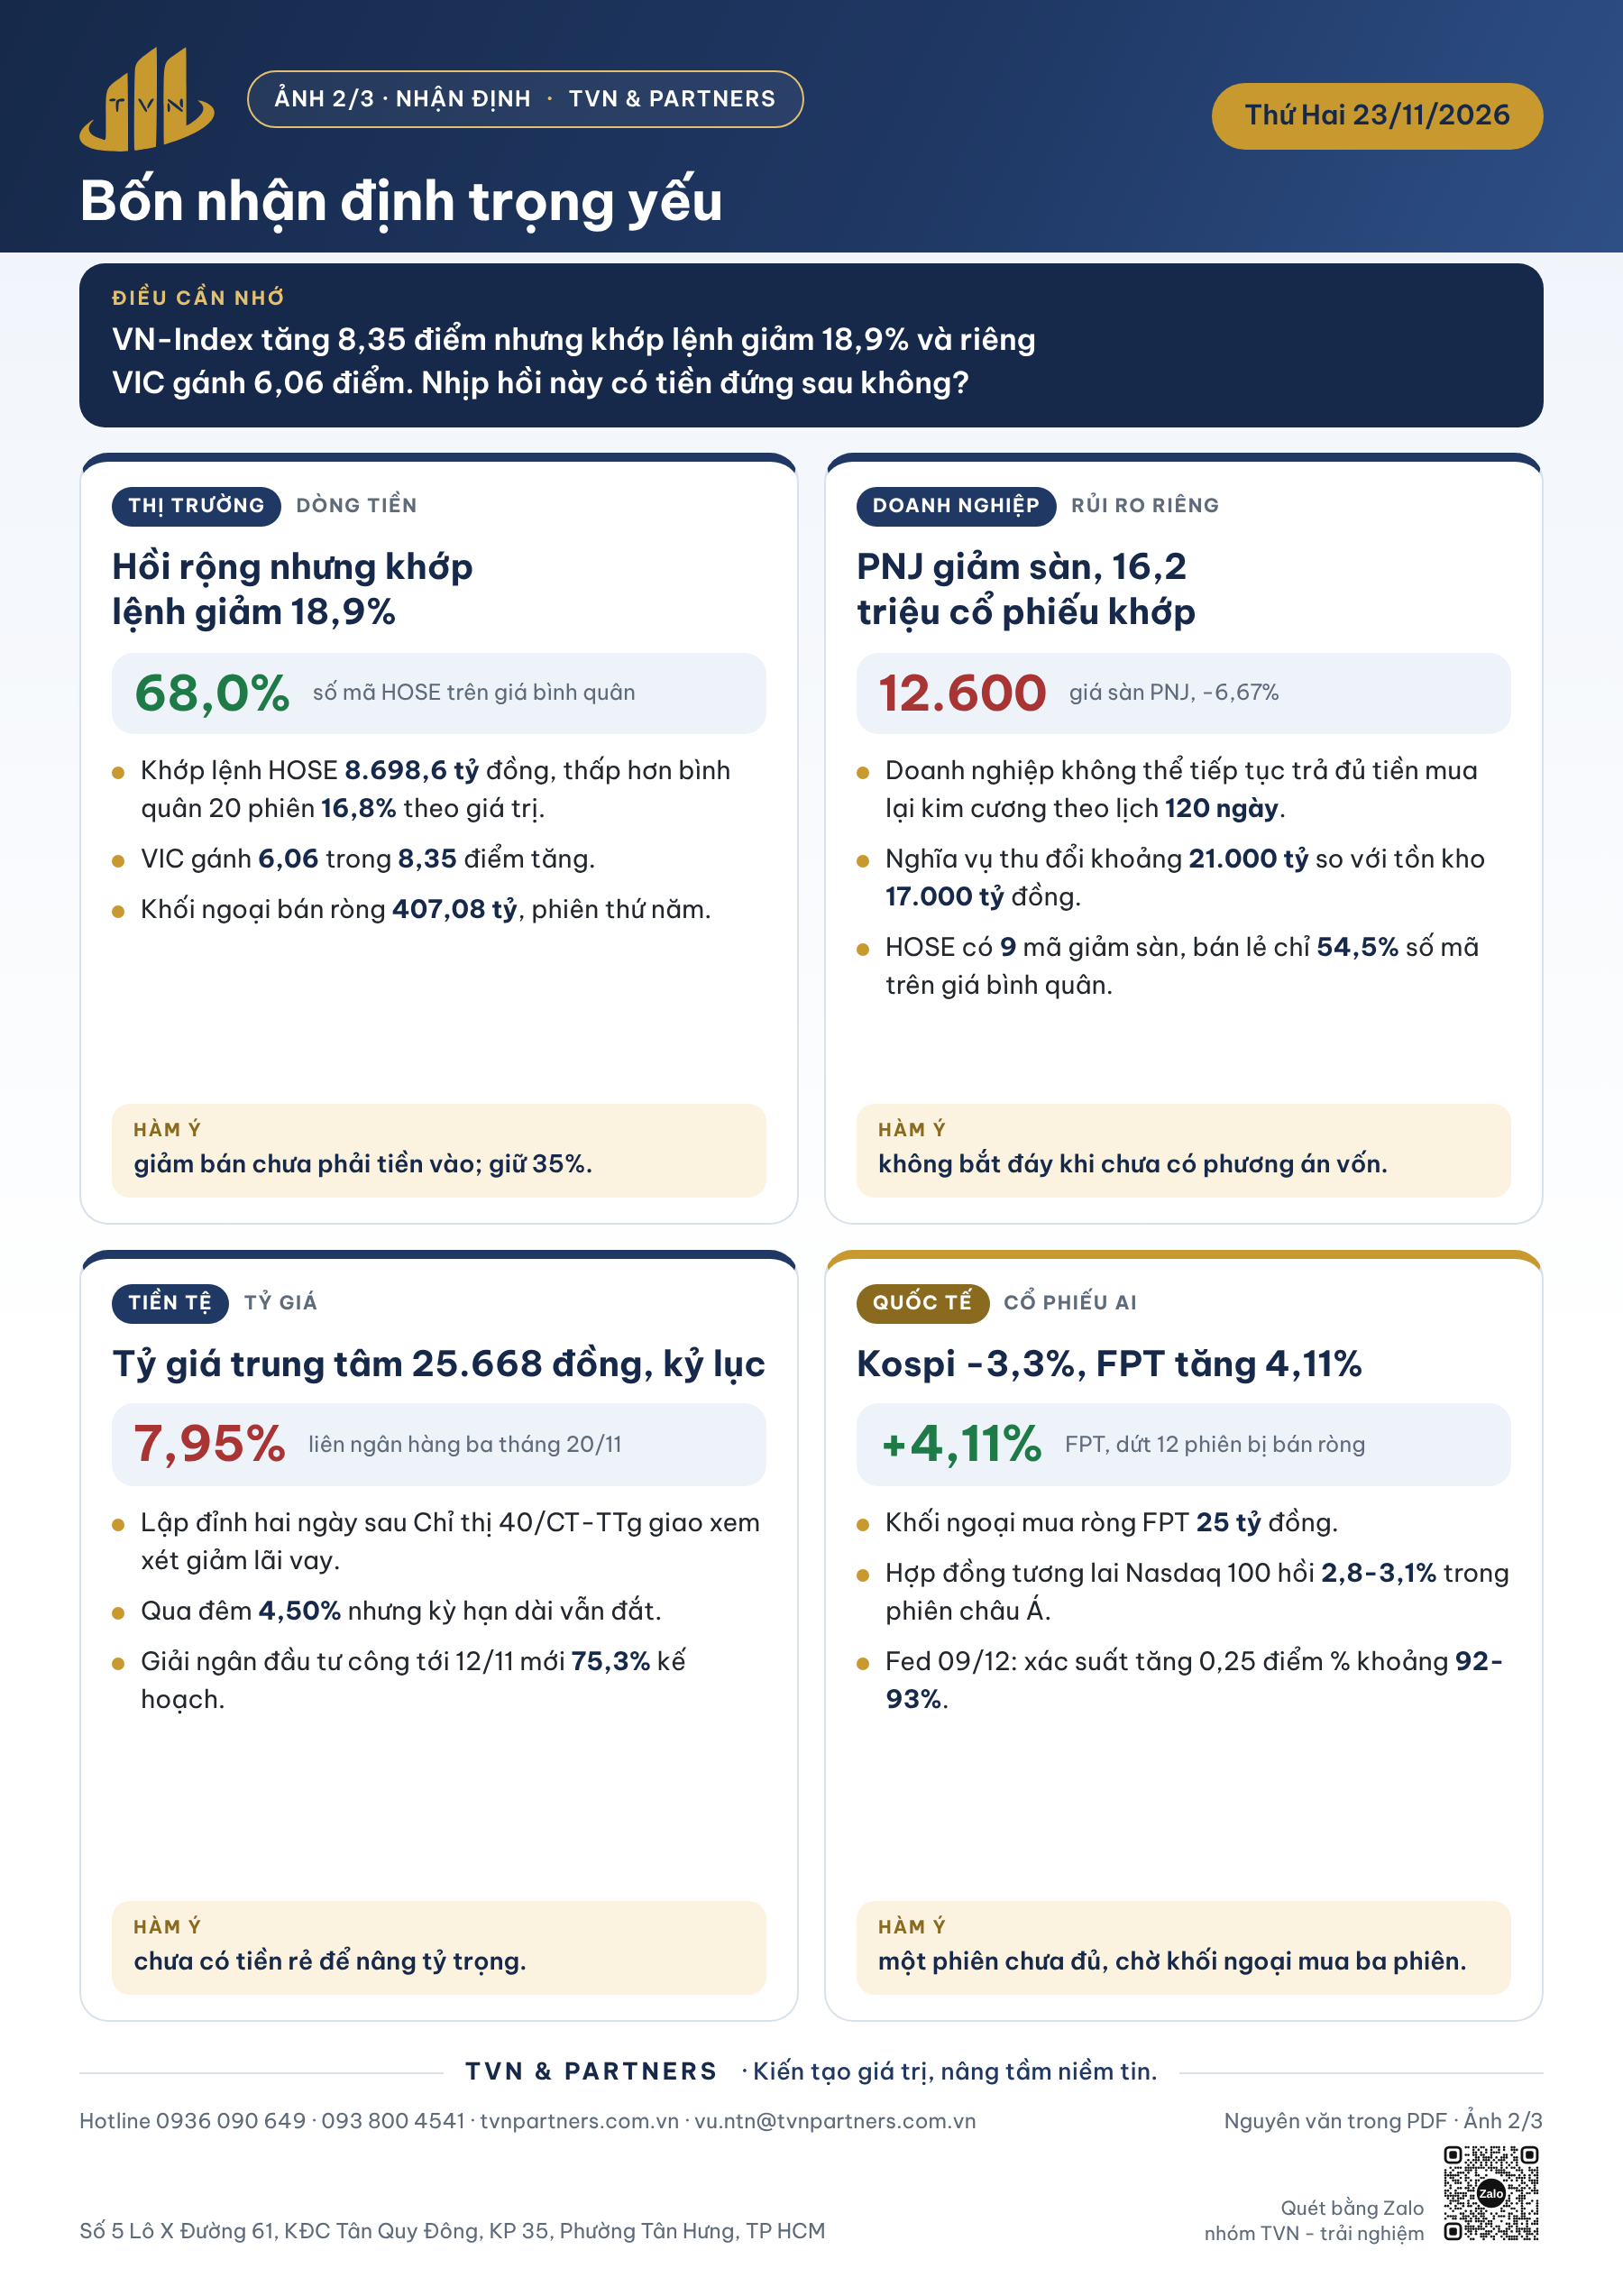 TVN
ẢNH 2/3 · NHẬN ĐỊNH · TVN & PARTNERS
Thứ Hai 23/11/2026
Bốn nhận định trọng yếu
ĐIỀU CẦN NHỚ
VN-Index tăng 8,35 điểm nhưng khớp lệnh giảm 18,9% và riêng
VIC gánh 6,06 điểm. Nhịp hồi này có tiền đứng sau không?
THỊ TRƯỜNG DÒNG TIỀN
Hồi rộng nhưng khớp
lệnh giảm 18,9%
68,0% số mã HOSE trên giá bình quân
Khớp lệnh HOSE 8.698,6 tỷ đồng, thấp hơn bình
quân 20 phiên 16,8% theo giá trị.
VIC gánh 6,06 trong 8,35 điểm tăng.
Khối ngoại bán ròng 407,08 tỷ, phiên thứ năm.
HÀM Ý
giảm bán chưa phải tiền vào; giữ 35%.
DOANH NGHIỆP RỦI RO RIÊNG
PNJ giảm sàn, 16,2
triệu cổ phiếu khớp
12.600 giá sàn PNJ, -6,67%
Doanh nghiệp không thể tiếp tục trả đủ tiền mua
lại kim cương theo lịch 120 ngày.
Nghĩa vụ thu đổi khoảng 21.000 tỷ so với tồn kho
17.000 tỷ đồng.
HOSE có 9 mã giảm sàn, bán lẻ chỉ 54,5% số mã
trên giá bình quân.
HÀM Ý
không bắt đáy khi chưa có phương án vốn.
TIỀN TỆ TỶ GIÁ
Tỷ giá trung tâm 25.668 đồng, kỷ lục
7,95% liên ngân hàng ba tháng 20/11
Lập đỉnh hai ngày sau Chỉ thị 40/CT-TTg giao xem
xét giảm lãi vay.
Qua đêm 4,50% nhưng kỳ hạn dài vẫn đắt.
Giải ngân đầu tư công tới 12/11 mới 75,3% kế
hoạch.
HÀM Ý
chưa có tiền rẻ để nâng tỷ trọng.
QUỐC TẾ CỔ PHIẾU AI
Kospi -3,3%, FPT tăng 4,11%
+4,11% FPT, dứt 12 phiên bị bán ròng
Khối ngoại mua ròng FPT 25 tỷ đồng.
Hợp đồng tương lai Nasdaq 100 hồi 2,8-3,1% trong
phiên châu Á.
Fed 09/12: xác suất tăng 0,25 điểm % khoảng 92-
93%.
HÀM Ý
một phiên chưa đủ, chờ khối ngoại mua ba phiên.
TVN & PARTNERS · Kiến tạo giá trị, nâng tầm niềm tin.
Hotline 0936 090 649 · 093 800 4541 · tvnpartners.com.vn · vu.ntn@tvnpartners.com.vn
Nguyên văn trong PDF · Ảnh 2/3
Zalo
Quét bằng Zalo
nhóm TVN - trải nghiệm
Số 5 Lô X Đường 61, KĐC Tân Quy Đông, KP 35, Phường Tân Hưng, TP HCM